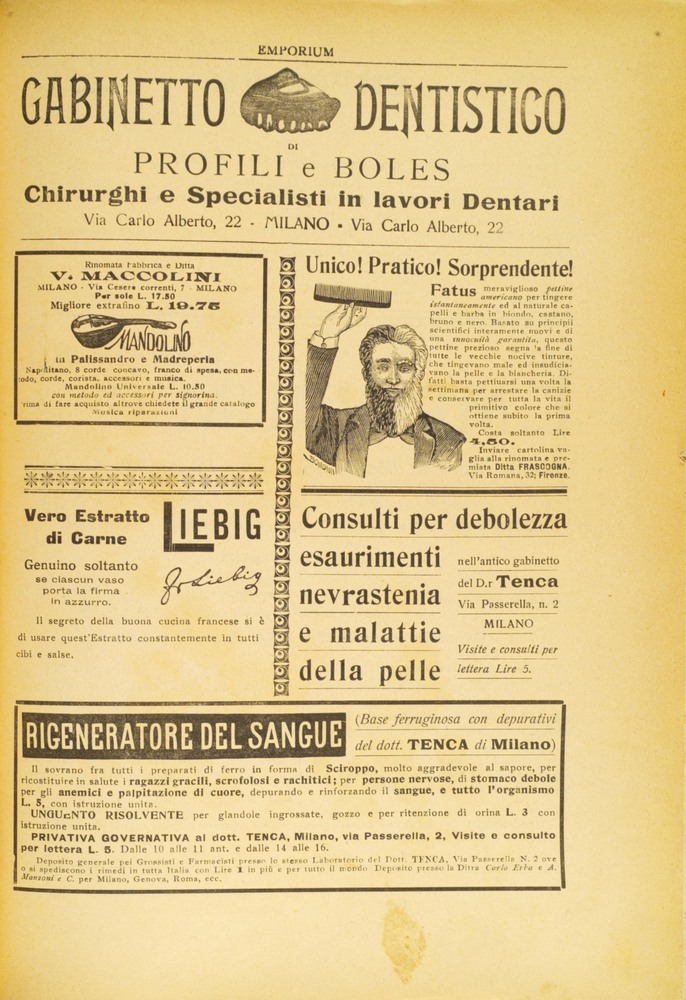 EMPORIUM
GABINETTO DENTISTICO
DI
PROFILI e BOLES
Chirurghi e Specialisti in lavori Dentari
Via Carlo Alberto, 22 - MILANO - Via Carlo Alberto, 22
Rinomata Fabbrica e Ditta
V. MACCOLINI
MILANO - Via Cesare correnti, 7 - MILANO
Per sole L. 17.50
Migliore extrafino L. 19.75
MANDOLINO
in Palissandro e Madreperla
Napolitano, 8 corde concavo, franco di spesa, con me-
todo, corde, corista, accessori e musica.
Mandolino Universale L. 10.50
con metodo ed accessori per signorina.
rima di fare acquisto altrove chiedete il grande catalogo
Musica riparazioni
Unico! Pratico! Sorprendente!
Fatus meraviglioso pettine
americano per tingere
istantaneamente ed al naturale ca-
pelli e barba in biondo, castano,
bruno e nero. Basato su principii
scientifici interamente nuovi e di
una innocuità garantita, questo
pettine prezioso segna la fine di
tutte le vecchie nocive tinture,
che tingevano male ed insudicia-
vano la pelle e la biancheria. Di-
fatti basta pettinarsi una volta la
settimana per arrestare la canizie
e conservare per tutta la vita il
primitivo colore che si
ottiene subito la prima
volta.
Costa soltanto Lire
4,50.
Inviare cartolina va-
glia alla rinomata e pre-
miata Ditta FRASCOGNA.
Via Romana, 32; Firenze.
Vero Estratto
di Carne
LIEBIG
Genuino soltanto
se ciascun vaso
porta la firma
in azzurro.
J v Liebig
Il segreto della buona cucina francese si è
di usare quest'Estratto constantemente in tutti
cibi e salse.
Consulti per debolezza
esaurimenti
nevrastenia
e malattie
della pelle
nell'antico gabinetto
del D.r Tenca
Via Passerella, n. 2
MILANO
Visite e consulti per
lettera Lire 5.
RIGENERATORE DEL SANGUE
(Base ferruginosa con depurativi
del dott. TENCA di Milano)
Il sovrano fra tutti i preparati di ferro in forma di Sciroppo, molto aggradevole al sapore, per
ricostituire in salute i ragazzi gracili, scrofolosi e rachitici; per persone nervose, di stomaco debole
per gli anemici e palpitazione di cuore, depurando e rinforzando il sangue, e tutto l'organismo
L. 5, con istruzione unita.
UNGUENTO RISOLVENTE per glandole ingrossate, gozzo e per ritenzione di orina L. 3 con
istruzione unita.
PRIVATIVA GOVERNATIVA al dott. TENCA, Milano, via Passerella, 2, Visite e consulto
per lettera L. 5. Dalle 10 alle 11 ant. e dalle 14 alle 16.
Deposito generale pei Grossisti e Farmacisti presso lo stesso Laboratorio del Dott. TENCA, Via Passerella N. 2 ove
o si spediscono i rimedi in tutta Italia con Lire 1 in più e per tutto il mondo Deposito presso la Ditta Carlo Erba e A.
Manzoni e C. per Milano, Genova, Roma, ecc.